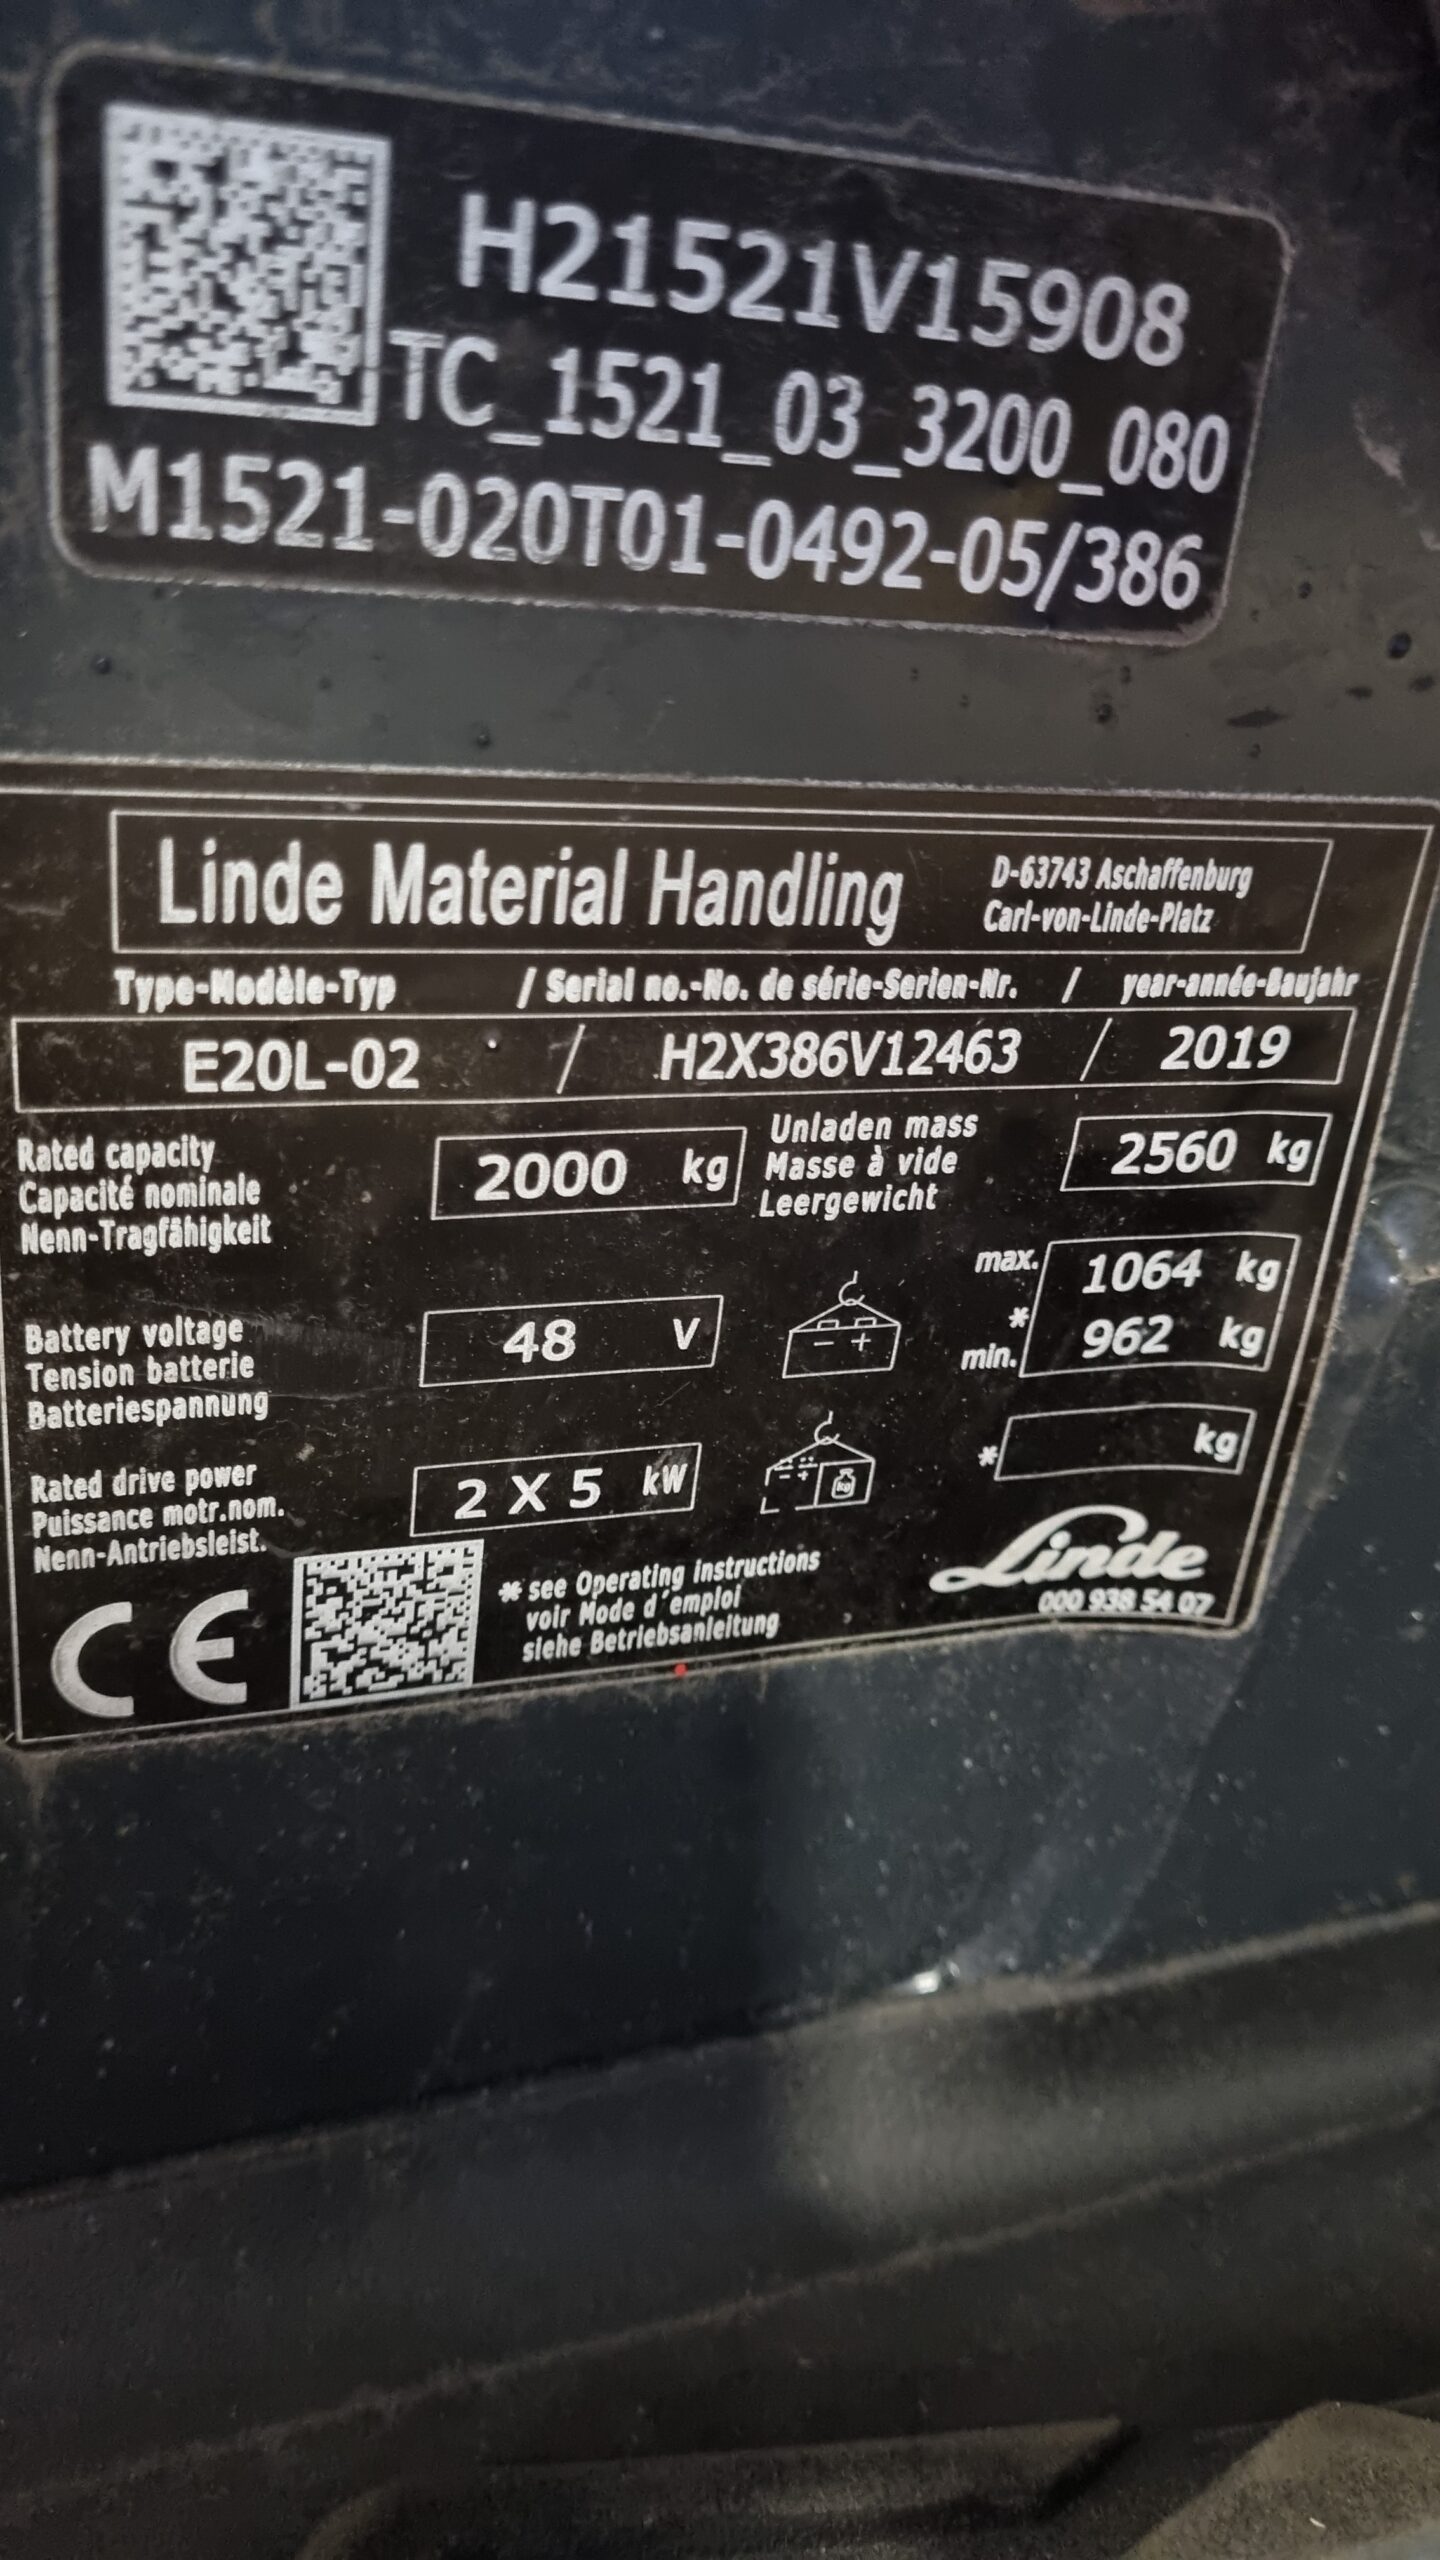 H21521V15908
TC_1521_03_3200_080
M1521-020T01-0492-05/386
Linde Material Handling
D-63743 Aschaffenburg
Carl-von-Linde-Platz
Type-Modèle-Typ / Serial no.-No. de série-Serien-Nr. / year-année-Baujahr
E20L-02 / H2X386V12463 / 2019
Rated capacity
Capacité nominale
Nenn-Tragfähigkeit
2000 kg
Unladen mass
Masse à vide
Leergewicht
2560 kg
Battery voltage
Tension batterie
Batteriespannung
48 V
- +
max. 1064 kg
*
min. 962 kg
Rated drive power
Puissance motr.nom.
Nenn-Antriebsleist.
2 X 5 kW
- +
kg
* kg
CE
* see Operating instructions
voir Mode d'emploi
siehe Betriebsanleitung
Linde
000 938 54 07